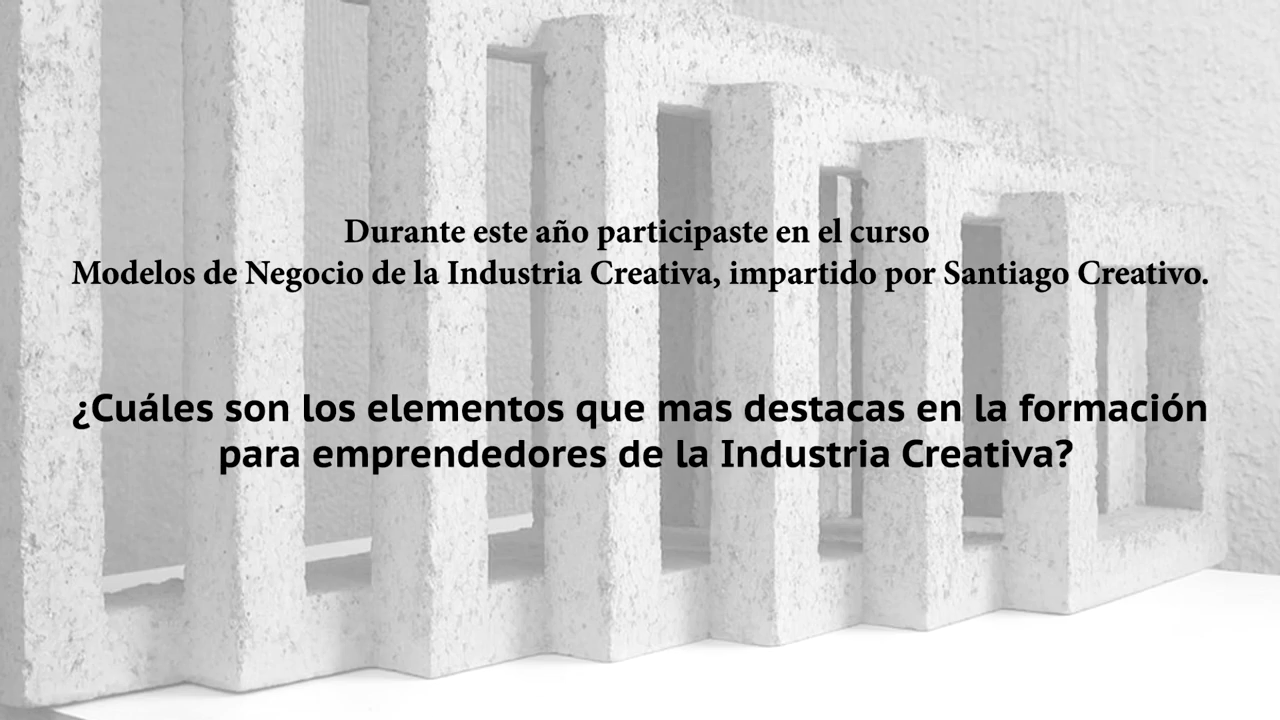 Durante este año participaste en el curso
Modelos de Negocio de la Industria Creativa, impartido por Santiago Creativo.
¿Cuáles son los elementos que mas destacas en la formación
para emprendedores de la Industria Creativa?